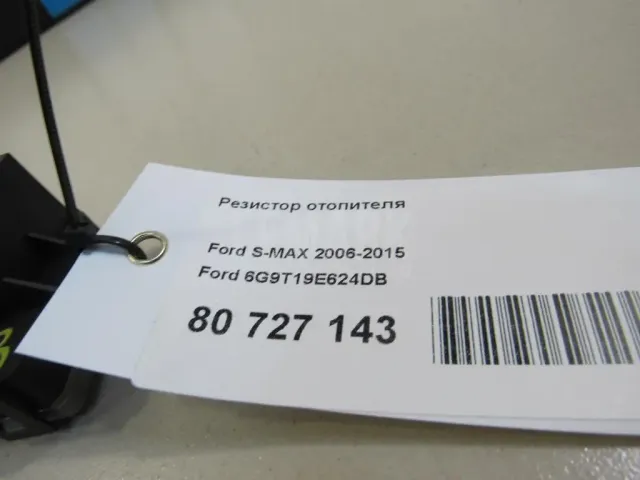 Резистор отопителя
Ford S-MAX 2006-2015
Ford 6G9T19E624DB
80 727 143